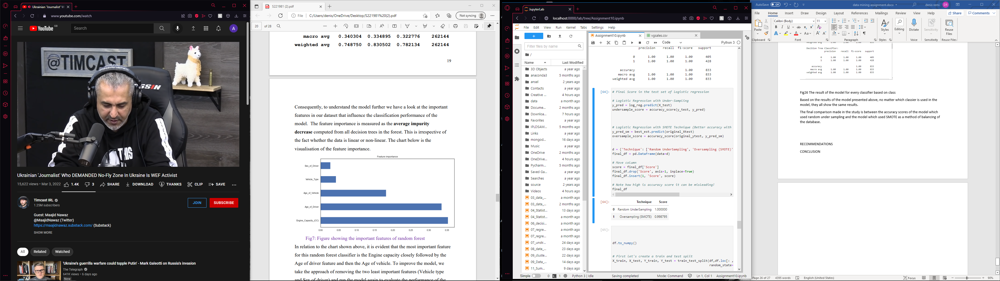 Ukrainian 'Journalist' W
www.youtube.com/watch
YouTube
GB
Search
A
@TIMCAST
Ukrainian 'Journalist' Who DEMANDED No-Fly Zone In Ukraine Is WEF Activist
15,622 views • Mar 3, 2022
1.4K
3
SHARE
DOWNLOAD
THANKS
CLIP
SAVE
Timcast IRL
1.25M subscribers
JOIN
SUBSCRIBE
Guest: Maajid Nawaz
@MaajidNawaz (Twitter)
https://maajidnawaz.substack.com/ (Substack)
SHOW MORE
All
Related
Watched
'Ukraine's guerrilla warfare could topple Putin' - Mark Galeotti on Russia's invasion
The Telegraph
641K views • 6 days ago
New
S221981 (2).pdf
File
C:/Users/denis/OneDrive/Desktop/S221981%20(2).pdf
Not syncing
20
of 28
macro avg 0.340304 0.334895 0.322776 262144
weighted avg 0.748750 0.830502 0.782134 262144
19
Consequently, to understand the model further we have a look at the important
features in our dataset that influence the classification performance of the
model. The feature importance is measured as the average impurity
decrease computed from all decision trees in the forest. This is irrespective of
the fact whether the data is linear or non-linear. The chart below is the
visualisation of the feature importance.
Feature importance
Sex_of_Driver
Vehicle_Type
Age_of_Vehicle
Age_of_Driver
Engine_Capacity_(CC)
0.00 0.05 0.10 0.15 0.20 0.25 0.30 0.35
Fig7: Figure showing the important features of random forest
In relation to the chart shown above, it is evident that the most important feature
for this random forest classifier is the Engine capacity closely followed by the
Age of driver feature and then the Age of vehicle. To improve the model, we
take the approach of removing the two least important features (Vehicle type
and Sex of driver) and run the model again to evaluate the performance of the
JupyterLab
localhost:8888/lab/tree/Assignment10.ipynb
File Edit View Run Kernel Tabs Settings Help
Filter files by name
/
Name
Last Modified
3D Objects a year ago
anaconda3 5 months ago
ansel 2 years ago
Contacts a year ago
Creative ... 4 hours ago
data a month ago
Docume... 2 months ago
Downloa... 7 hours ago
Favorites a year ago
IPLDSAM... 5 months ago
Links a year ago
mongod... 16 days ago
Music a year ago
OneDrive 2 months ago
OneDrive... 4 hours ago
Pycharm... 5 months ago
Saved Ga... a year ago
Searches a year ago
source 2 years ago
Videos 4 hours ago
03_data_... a month ago
03_data_... 2 months ago
04_Statist... 13 days ago
04_Statist... a month ago
06_decisi... a month ago
07_regre... a month ago
07_regre... a month ago
07_unstr... 24 days ago
08_data_... 23 days ago
09_cluste... 22 days ago
09_Data_... 14 days ago
11_Sum... 9 days ago
Assignment10.ipynb
vgsales.csv
Code
Python 3
precision recall f1-score support
0 1.00 1.00 1.00 405
1 1.00 1.00 1.00 428
accuracy 1.00 833
macro avg 1.00 1.00 1.00 833
weighted avg 1.00 1.00 1.00 833
[64]:
# Final Score in the test set of logistic regression
# Logistic Regression with Under-Sampling
y_pred = log_reg.predict(X_test)
undersample_score = accuracy_score(y_test, y_pred)
# Logistic Regression with SMOTE Technique (Better accuracy with
y_pred_sm = best_est.predict(original_Xtest)
oversample_score = accuracy_score(original_ytest, y_pred_sm)
d = {'Technique': ['Random UnderSampling', 'Oversampling (SMOTE)'
final_df = pd.DataFrame(data=d)
# Move column
score = final_df['Score']
final_df.drop('Score', axis=1, inplace=True)
final_df.insert(1, 'Score', score)
# Note how high is accuracy score it can be misleading!
final_df
[64]:
Technique Score
0 Random UnderSampling 1.000000
1 Oversampling (SMOTE) 0.998795
[65]:
df.to_numpy()
# First let's create a train and test split
X_train, X_test, Y_train, Y_test = train_test_split(df,df.loc[: ,
random_state=
Simple
0
1
Python 3 | Idle
Saving completed
Mode: Command
Ln 1, Col 1
Assignment10.ipynb
AutoSave Off
data mining assignment.docx
denis remi
DR
File Home Insert Draw Design Layout References Mailings Review View Help
Share
Comments
Calibri (Body)
11
Paste
Styles
Editing
Dictate
Sensitivity
Reuse
Files
Clipboard
Font
Paragraph
Styles
Voice
Sensitivity
Reuse Files
weighted avg 1.00 1.00 1.00 833
Decition Tree Classifier:
precision recall f1-score support
0 1.00 1.00 1.00 405
1 1.00 1.00 1.00 428
accuracy 1.00 833
macro avg 1.00 1.00 1.00 833
weighted avg 1.00 1.00 1.00 833
Fig26 The result of the model for every classifier based on class
Based on the results of the model presented above, no matter which classier is used in the
model, they all show the same results.
The final comparison made in the study is between the accuracy scores of the model which
used random under sampling and the model which used SMOTE as a method of balancing of
the database.
RECOMMENDATIONS
CONCLUSION
Page 26 of 27
4395 words
English (United States)
Focus
90%